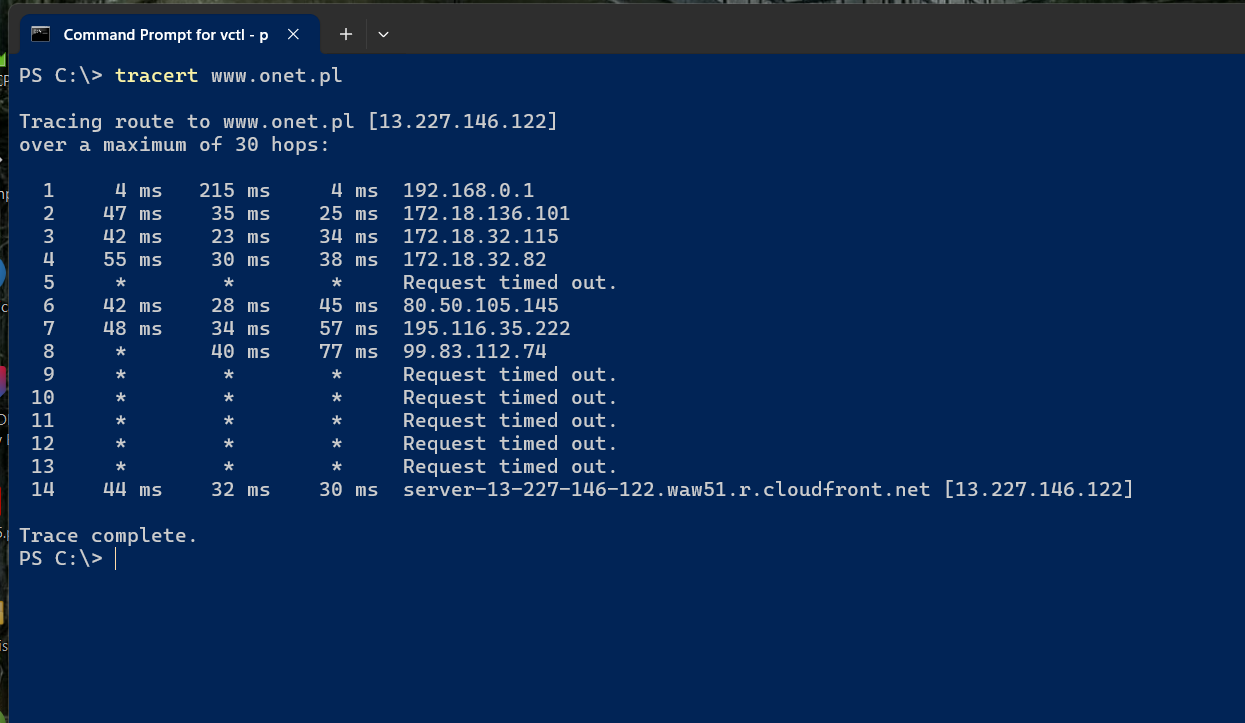 Command Prompt for vctl - p
PS C:\> tracert www.onet.pl
Tracing route to www.onet.pl [13.227.146.122]
over a maximum of 30 hops:
1 4 ms 215 ms 4 ms 192.168.0.1
2 47 ms 35 ms 25 ms 172.18.136.101
3 42 ms 23 ms 34 ms 172.18.32.115
4 55 ms 30 ms 38 ms 172.18.32.82
5 * * * Request timed out.
6 42 ms 28 ms 45 ms 80.50.105.145
7 48 ms 34 ms 57 ms 195.116.35.222
8 * 40 ms 77 ms 99.83.112.74
9 * * * Request timed out.
10 * * * Request timed out.
11 * * * Request timed out.
12 * * * Request timed out.
13 * * * Request timed out.
14 44 ms 32 ms 30 ms server-13-227-146-122.waw51.r.cloudfront.net [13.227.146.122]
Trace complete.
PS C:\>